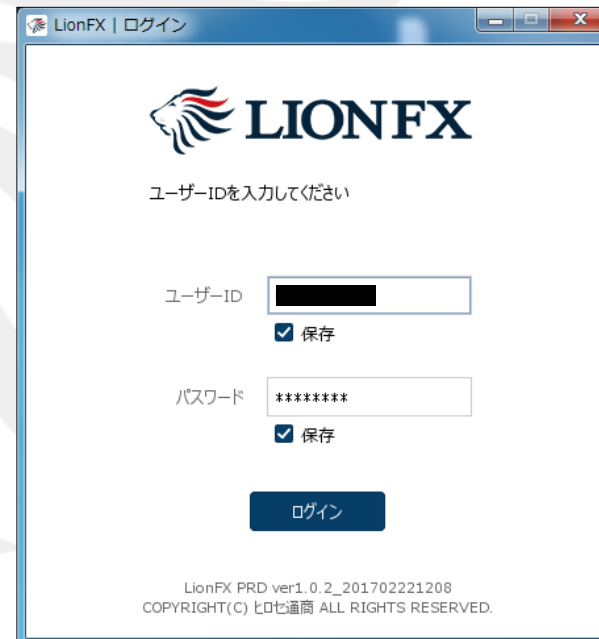 LionFX | ログイン
LIONFX
ユーザーIDを入力してください
ユーザーID
保存
パスワード
********
保存
ログイン
LionFX PRD ver1.0.2_201702221208
COPYRIGHT(C) ヒロセ通商 ALL RIGHTS RESERVED.